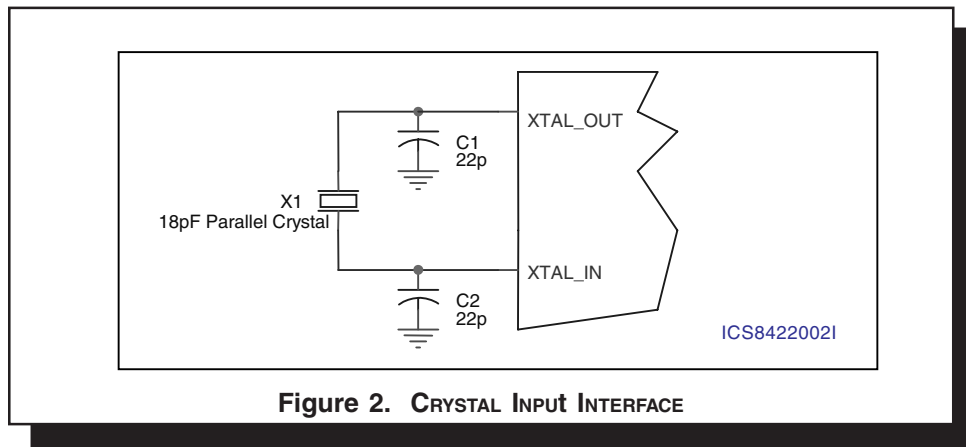 XTAL_OUT
C1
22p
X1
18pF Parallel Crystal
XTAL_IN
C2
22p
ICS8422002I
Figure 2. CRYSTAL INPUt INTERFACE